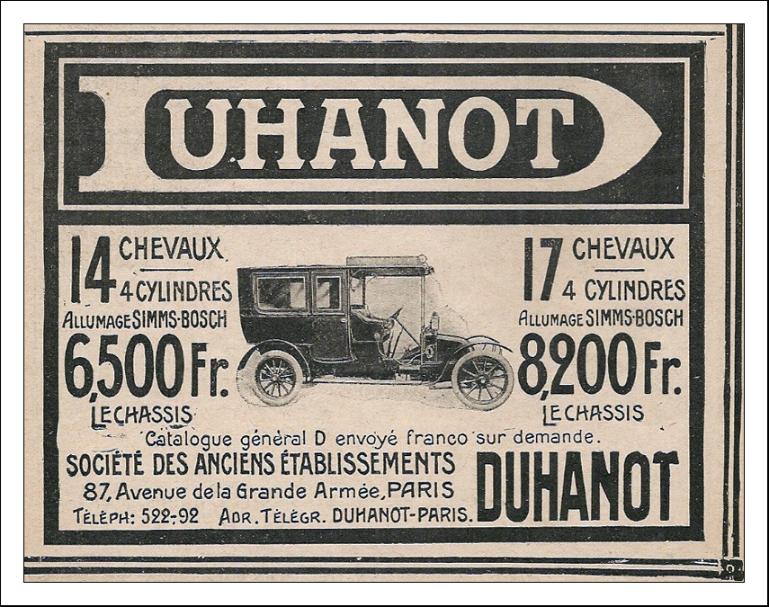 DUHANOT
14 CHEVAUX
4 CYLINDRES
ALLUMAGE SIMMS-BOSCH
6,500 Fr.
LE CHASSIS
17 CHEVAUX
4 CYLINDRES
ALLUMAGE SIMMS-BOSCH
8,200 Fr.
LE CHASSIS
Catalogue général D envoyé franco sur demande.
SOCIÉTÉ DES ANCIENS ÉTABLISSEMENTS DUHANOT
87, Avenue de la Grande Armée, PARIS
TÉLÉPH: 522-92 ADR. TÉLÉGR. DUHANOT-PARIS.